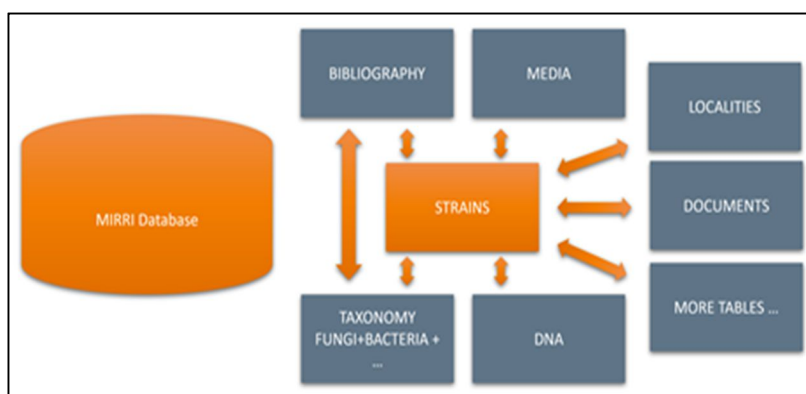 BIBLIOGRAPHY
MEDIA
LOCALITIES
MIRRI Database
STRAINS
DOCUMENTS
TAXONOMY
FUNGI+BACTERIA +
...
DNA
MORE TABLES ...